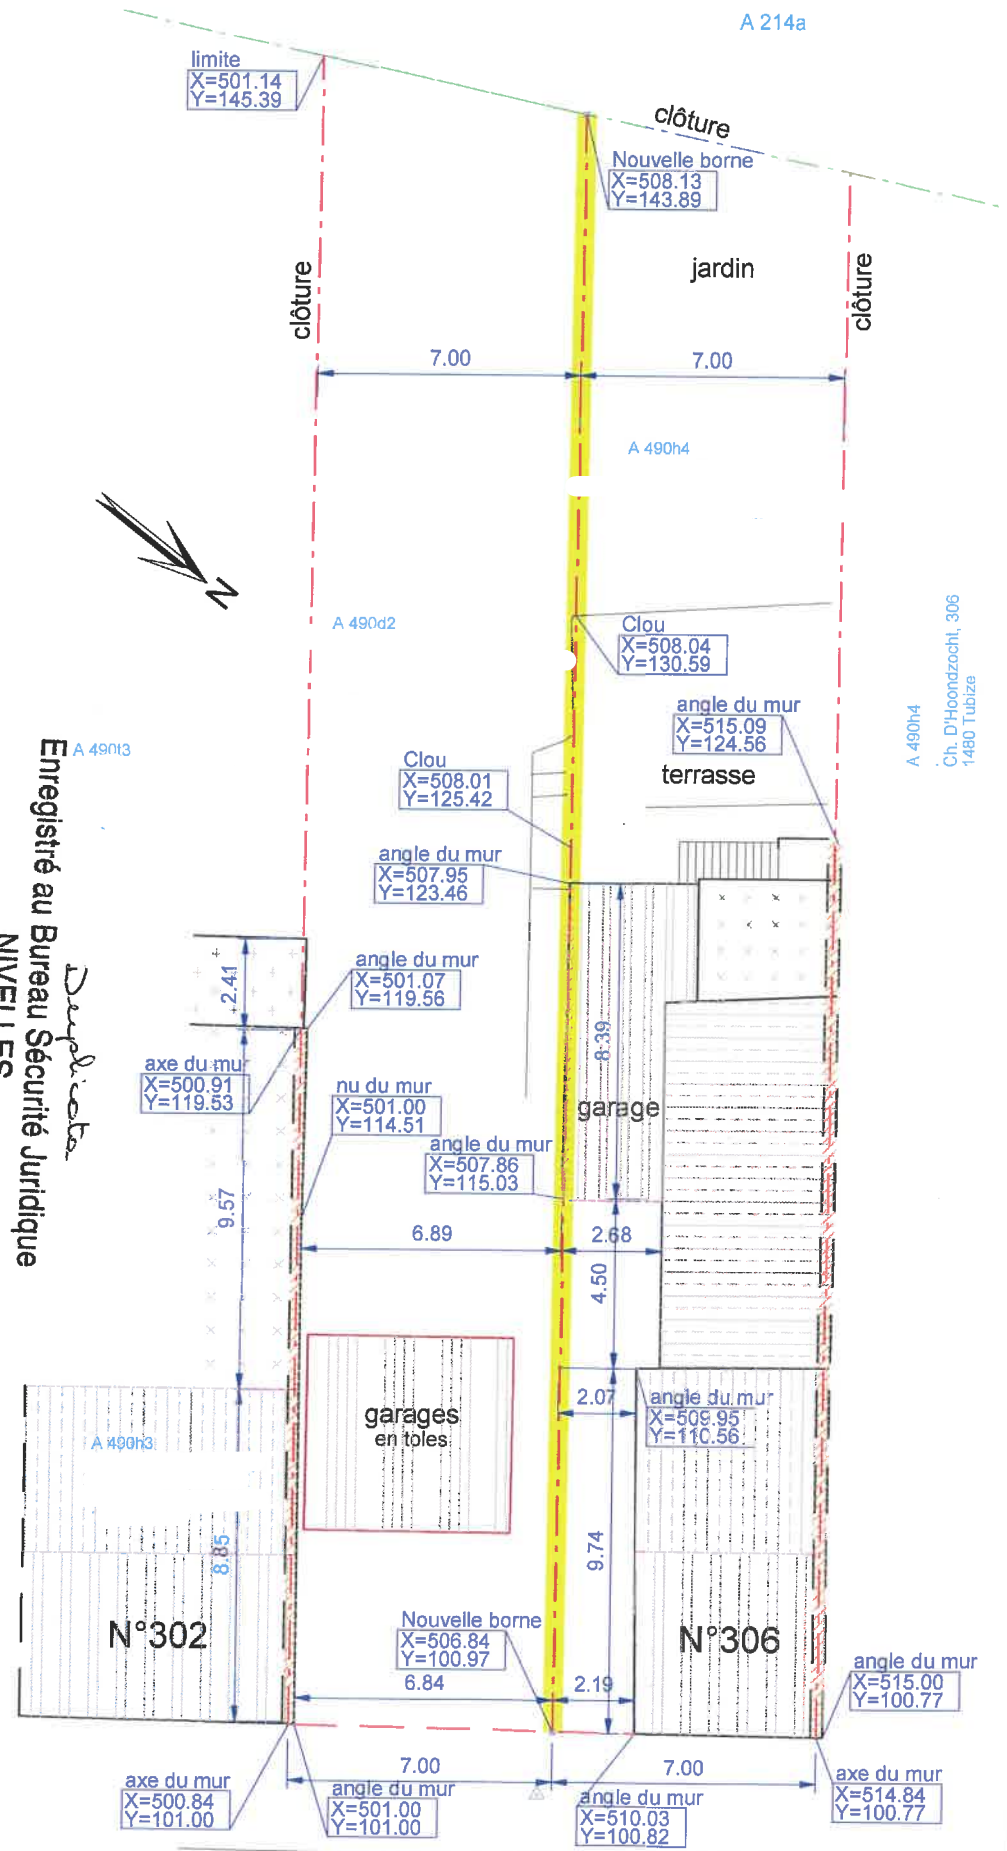 A 214a
limite
X=501.14
Y=145.39
clôture
Nouvelle borne
X=508.13
Y=143.89
jardin
clôture
clôture
7.00
7.00
A 490h4
N
A 490d2
Clou
X=508.04
Y=130.59
A 490h4
Ch. D'Hoondzocht, 306
1480 Tubize
angle du mur
X=515.09
Y=124.56
A 490t3
terrasse
Clou
X=508.01
Y=125.42
angle du mur
X=507.95
Y=123.46
Duplicata
Enregistré au Bureau Sécurité Juridique
NIVELLES
2.41
angle du mur
X=501.07
Y=119.56
8.39
axe du mur
X=500.91
Y=119.53
nu du mur
X=501.00
Y=114.51
garage
angle du mur
X=507.86
Y=115.03
9.57
6.89
2.68
4.50
2.07
angle du mur
X=509.95
Y=110.56
garages
en toles
A 490h3
8.85
9.74
N°302
Nouvelle borne
X=506.84
Y=100.97
N°306
6.84
2.19
angle du mur
X=515.00
Y=100.77
7.00
7.00
axe du mur
X=500.84
Y=101.00
angle du mur
X=501.00
Y=101.00
angle du mur
X=510.03
Y=100.82
axe du mur
X=514.84
Y=100.77